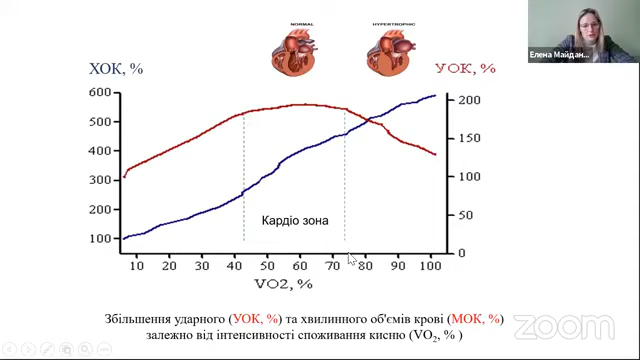 NORMAL
HYPERTROPHIC
Елена Майдан...
ХОК, %
УОК, %
600
500
400
300
200
100
200
150
100
50
0
Кардіо зона
10 20 30 40 50 60 70 80 90 100
VO2, %
Збільшення ударного (УОК, %) та хвилинного об'ємів крові (МОК, %)
залежно від інтенсивності споживання кисню (VO2, % )
zoom